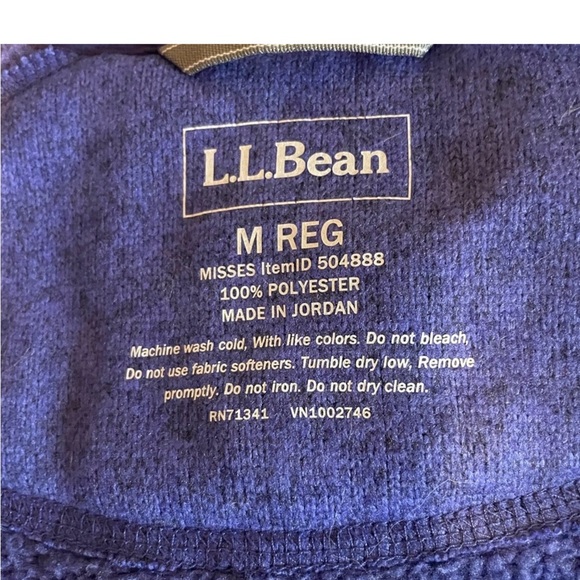 L.L.Bean
M REG
MISSES ItemID 504888
100% POLYESTER
MADE IN JORDAN
Machine wash cold, With like colors. Do not bleach,
Do not use fabric softeners. Tumble dry low, Remove
promptly. Do not iron. Do not dry clean.
RN71341 VN1002746